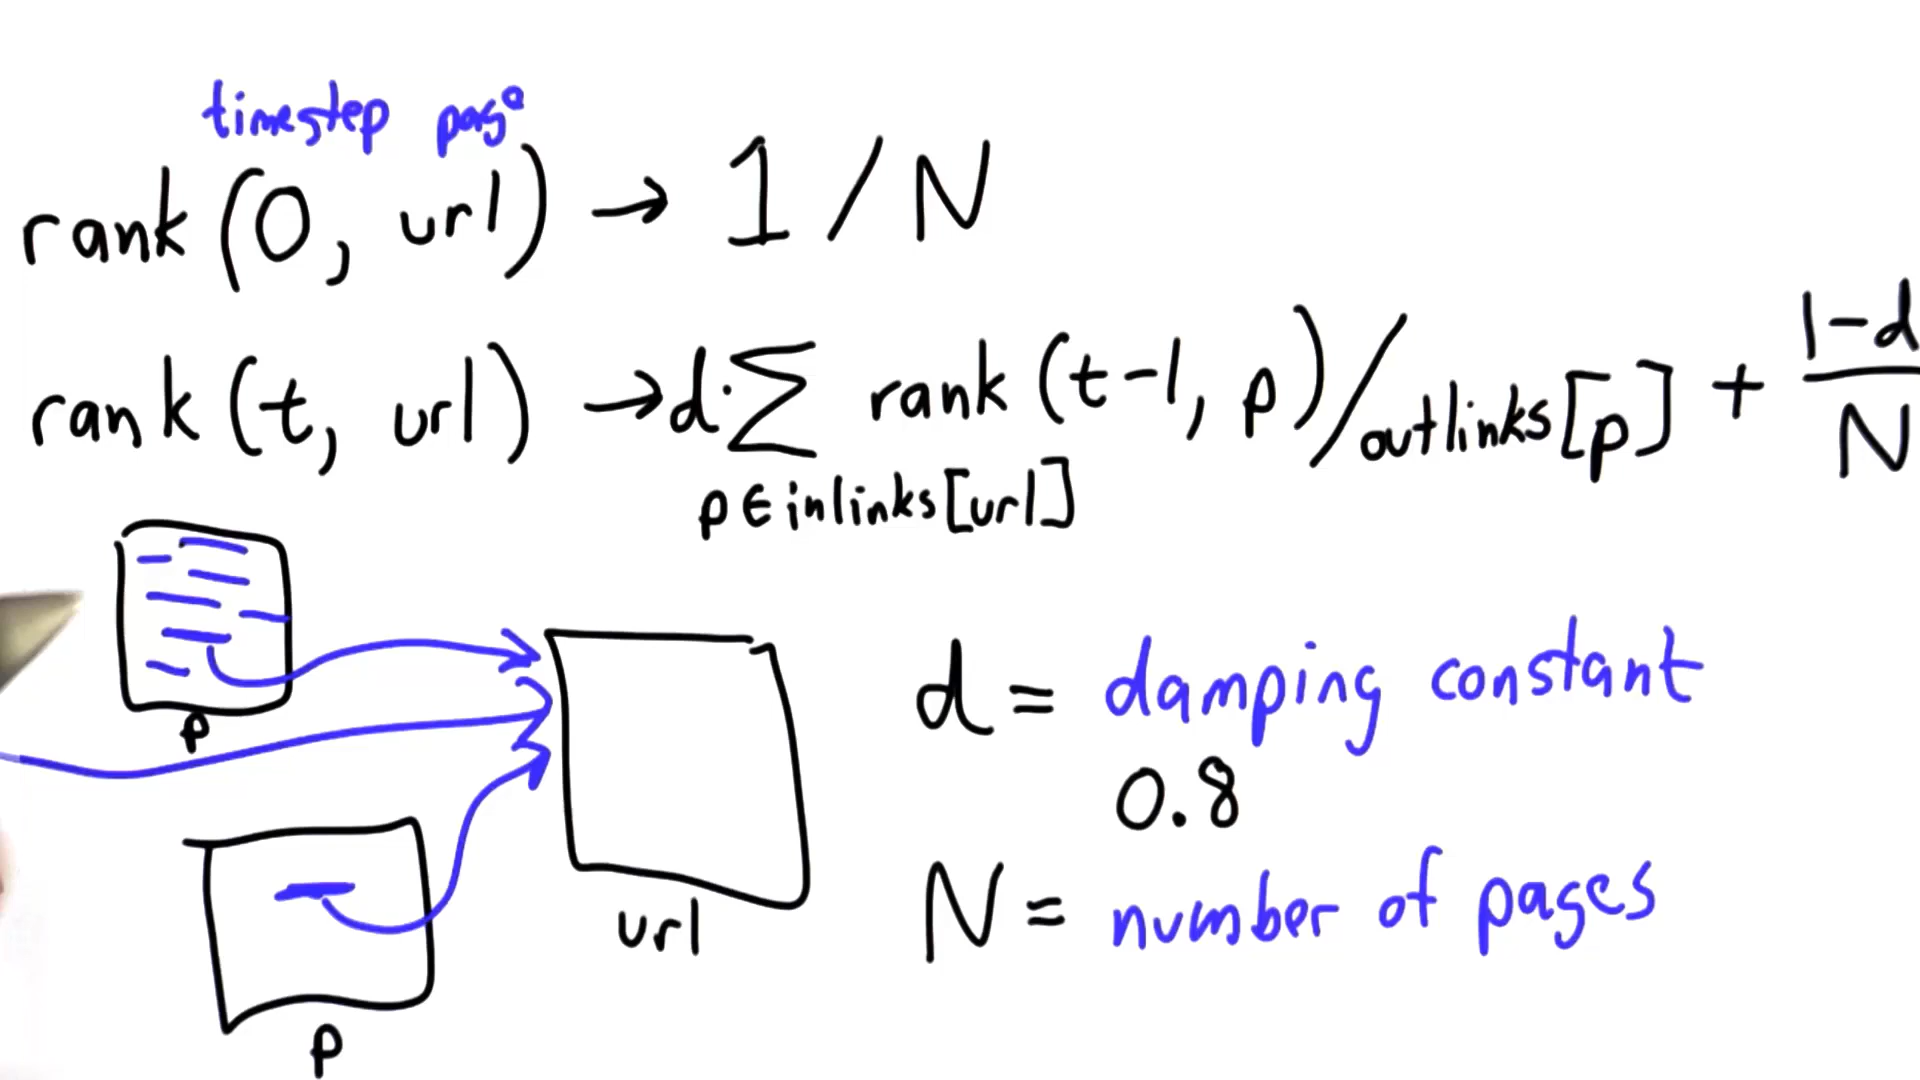 timestep page
rank (0, url) → 1 / N
rank (t, url) → d · ∑ rank (t-1, p) / outlinks[p] + 1-d / N
p ∈ inlinks[url]
p
d = damping constant
0.8
url
N = number of pages
p